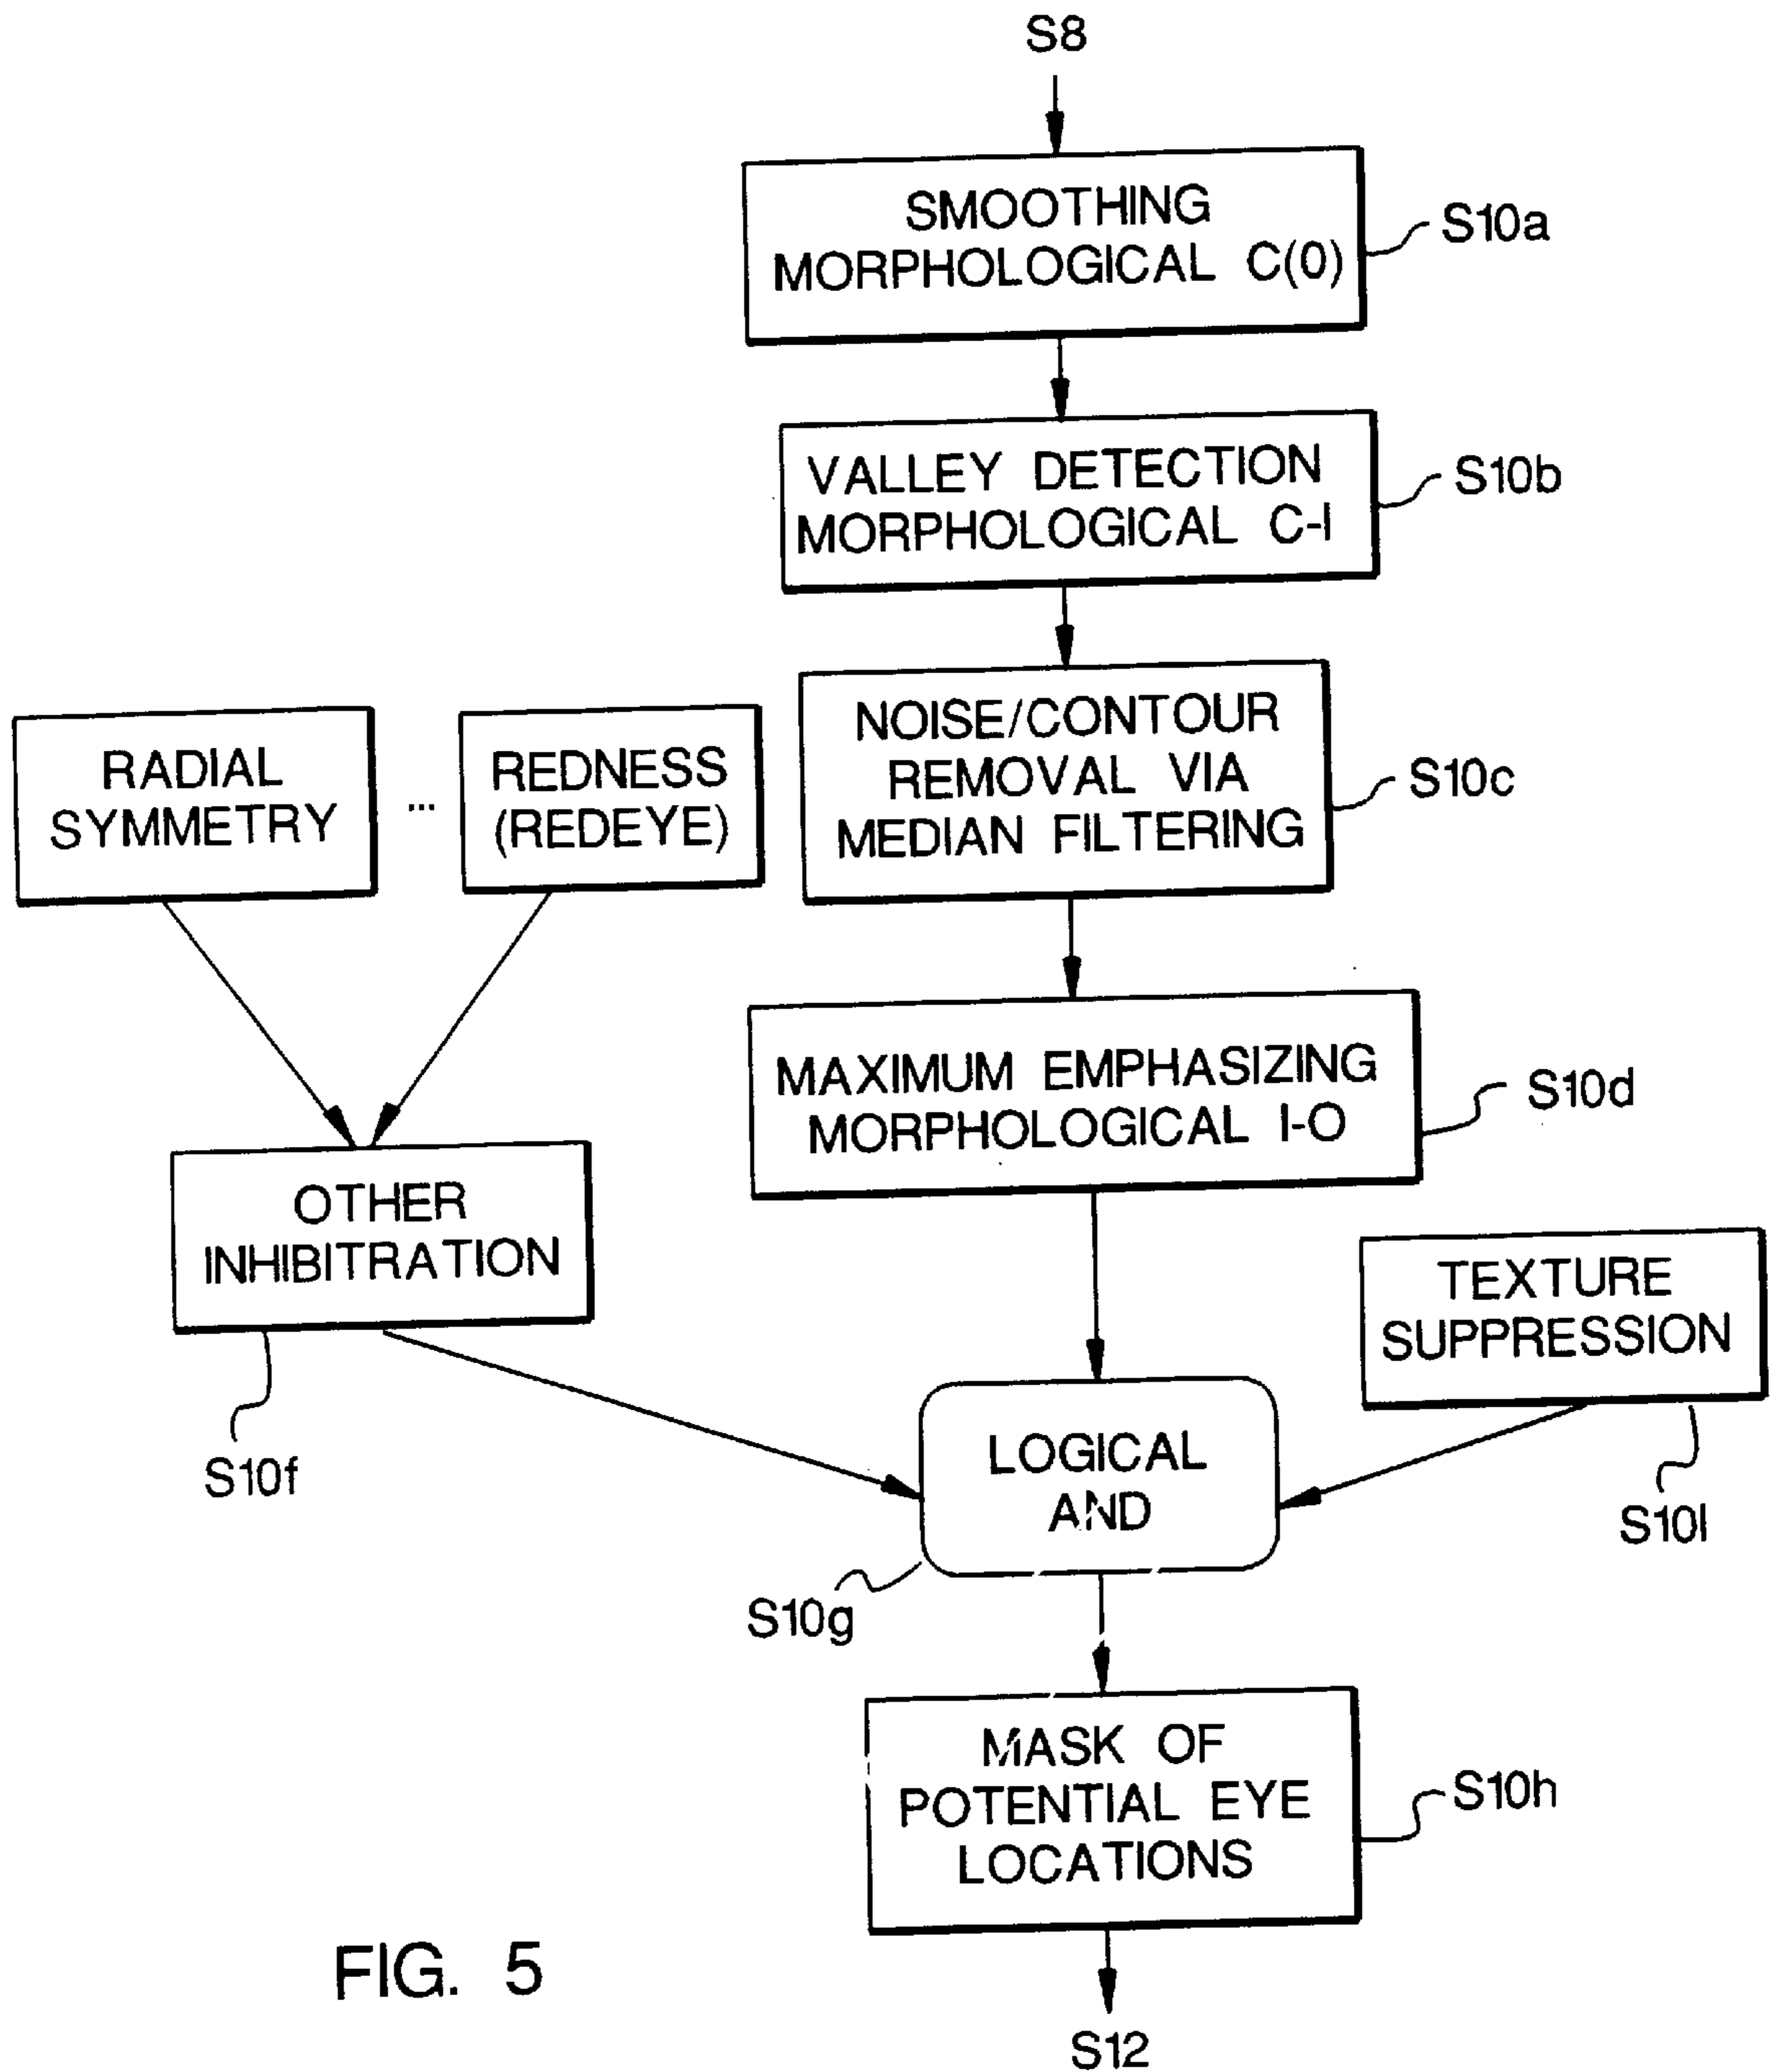 S8
SMOOTHING
MORPHOLOGICAL C(0)
S10a
VALLEY DETECTION
MORPHOLOGICAL C-I
S10b
NOISE/CONTOUR
REMOVAL VIA
MEDIAN FILTERING
S10c
RADIAL
SYMMETRY
...
REDNESS
(REDEYE)
MAXIMUM EMPHASIZING
MORPHOLOGICAL I-O
S10d
OTHER
INHIBITRATION
S10f
TEXTURE
SUPPRESSION
S10l
LOGICAL
AND
S10g
MASK OF
POTENTIAL EYE
LOCATIONS
S10h
FIG. 5
S12